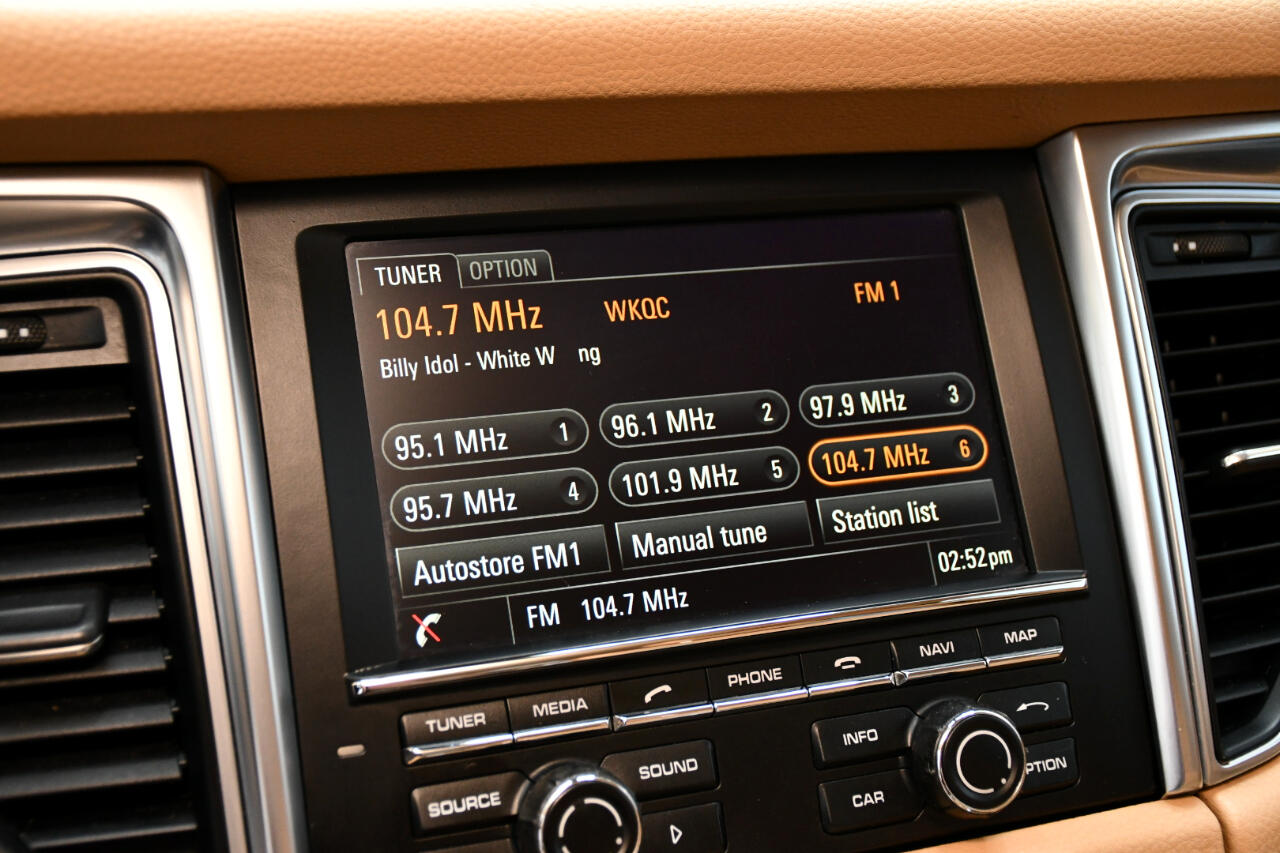 TUNER OPTION
104.7 MHz WKQC FM 1
Billy Idol - White W ng
95.1 MHz 1 96.1 MHz 2 97.9 MHz 3
95.7 MHz 4 101.9 MHz 5 104.7 MHz 6
Autostore FM1 Manual tune Station list
FM 104.7 MHz 02:52pm
TUNER MEDIA PHONE NAVI MAP
SOURCE SOUND INFO CAR PTION